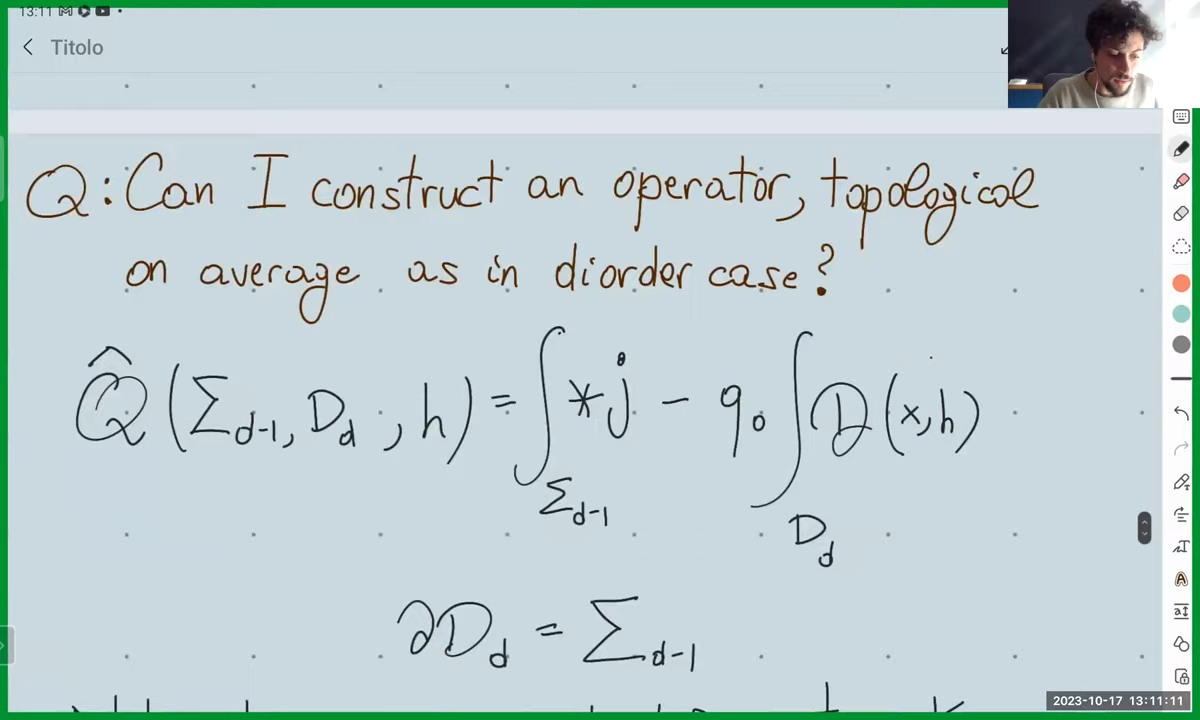 13:11
Titolo
Q: Can I construct an operator, topological
on average as in diorder case?
Q̂(Σ_{d-1}, D_d ; h) = ∫_{Σ_{d-1}} *j - q_0 ∫_{D_d} 𝒟(x,h)
∂D_d = Σ_{d-1}
2023-10-17 13:11:11